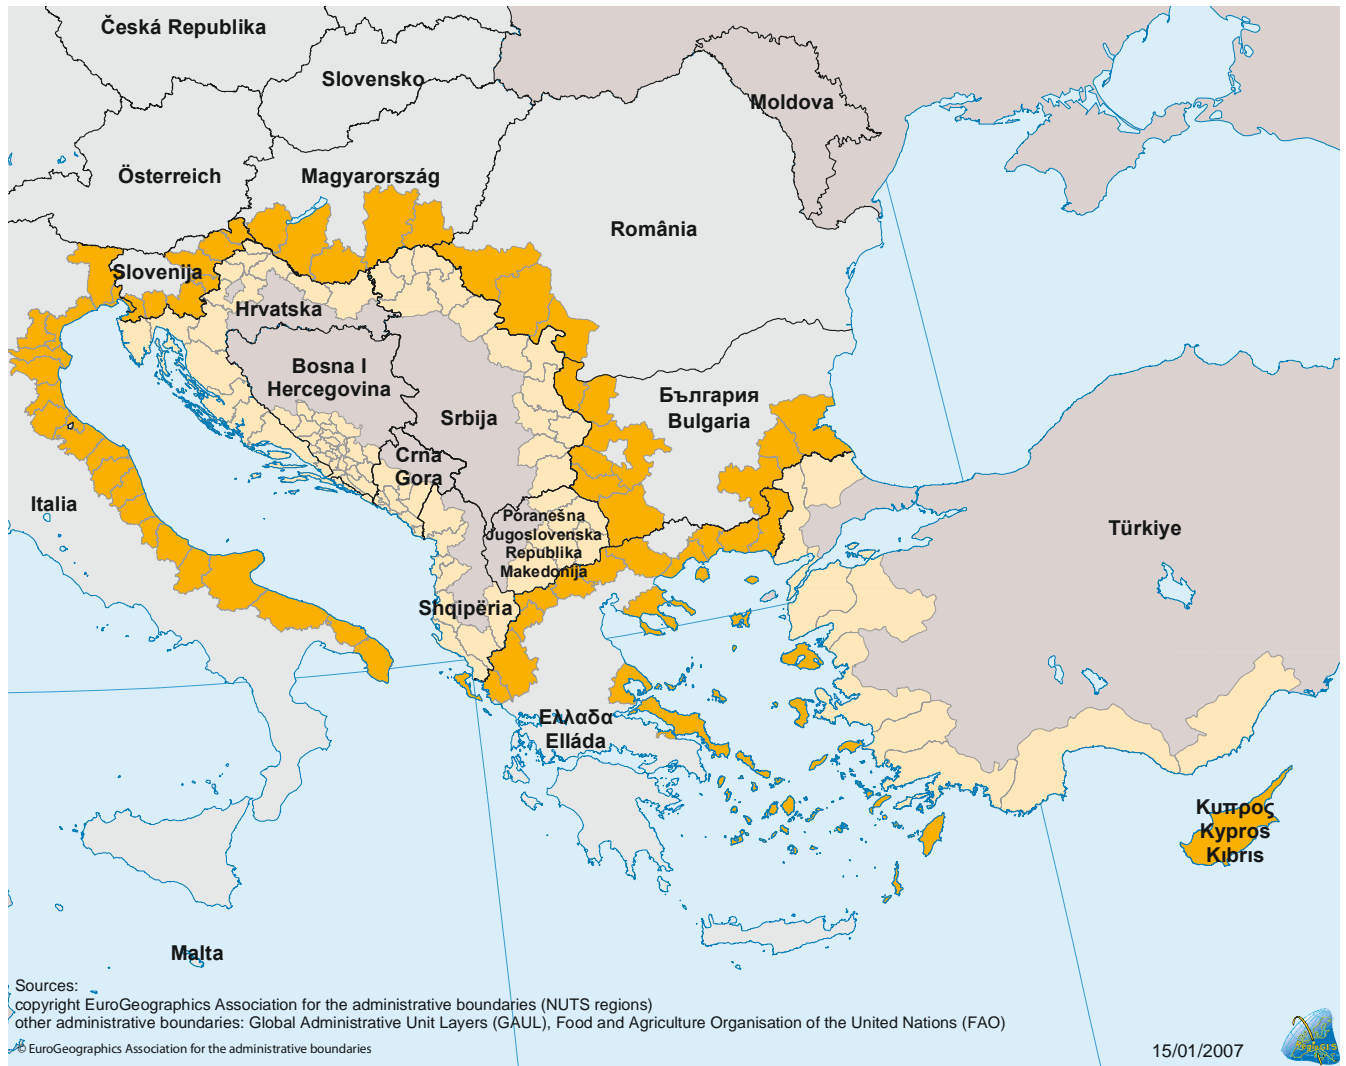 Česká Republika
Slovensko
Moldova
Österreich
Magyarország
România
Slovenija
Hrvatska
Bosna I
Hercegovina
Srbija
България
Bulgaria
Crna
Gora
Italia
Poranešna
Jugoslovenska
Republika
Makedonija
Türkiye
Shqipëria
Ελλαδα
Elláda
Κυπρος
Kypros
Kıbrıs
Malta
Sources:
copyright EuroGeographics Association for the administrative boundaries (NUTS regions)
other administrative boundaries: Global Administrative Unit Layers (GAUL), Food and Agriculture Organisation of the United Nations (FAO)
© EuroGeographics Association for the administrative boundaries
15/01/2007
RegioGIS